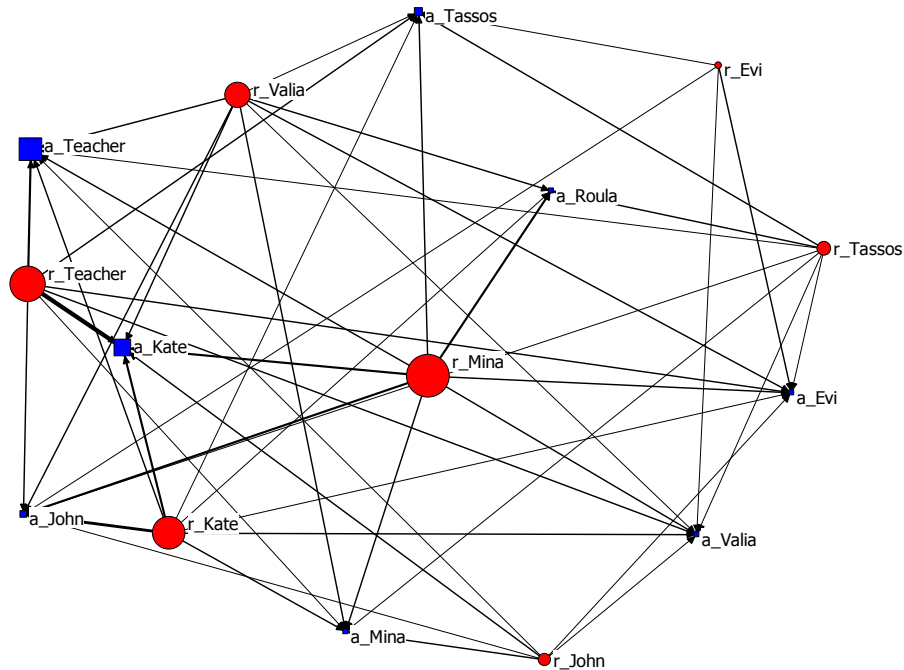 a_Tassos
r_Evi
r_Valia
a_Teacher
a_Roula
r_Tassos
r_Teacher
a_Kate
r_Mina
a_Evi
a_John
r_Kate
a_Valia
a_Mina
r_John